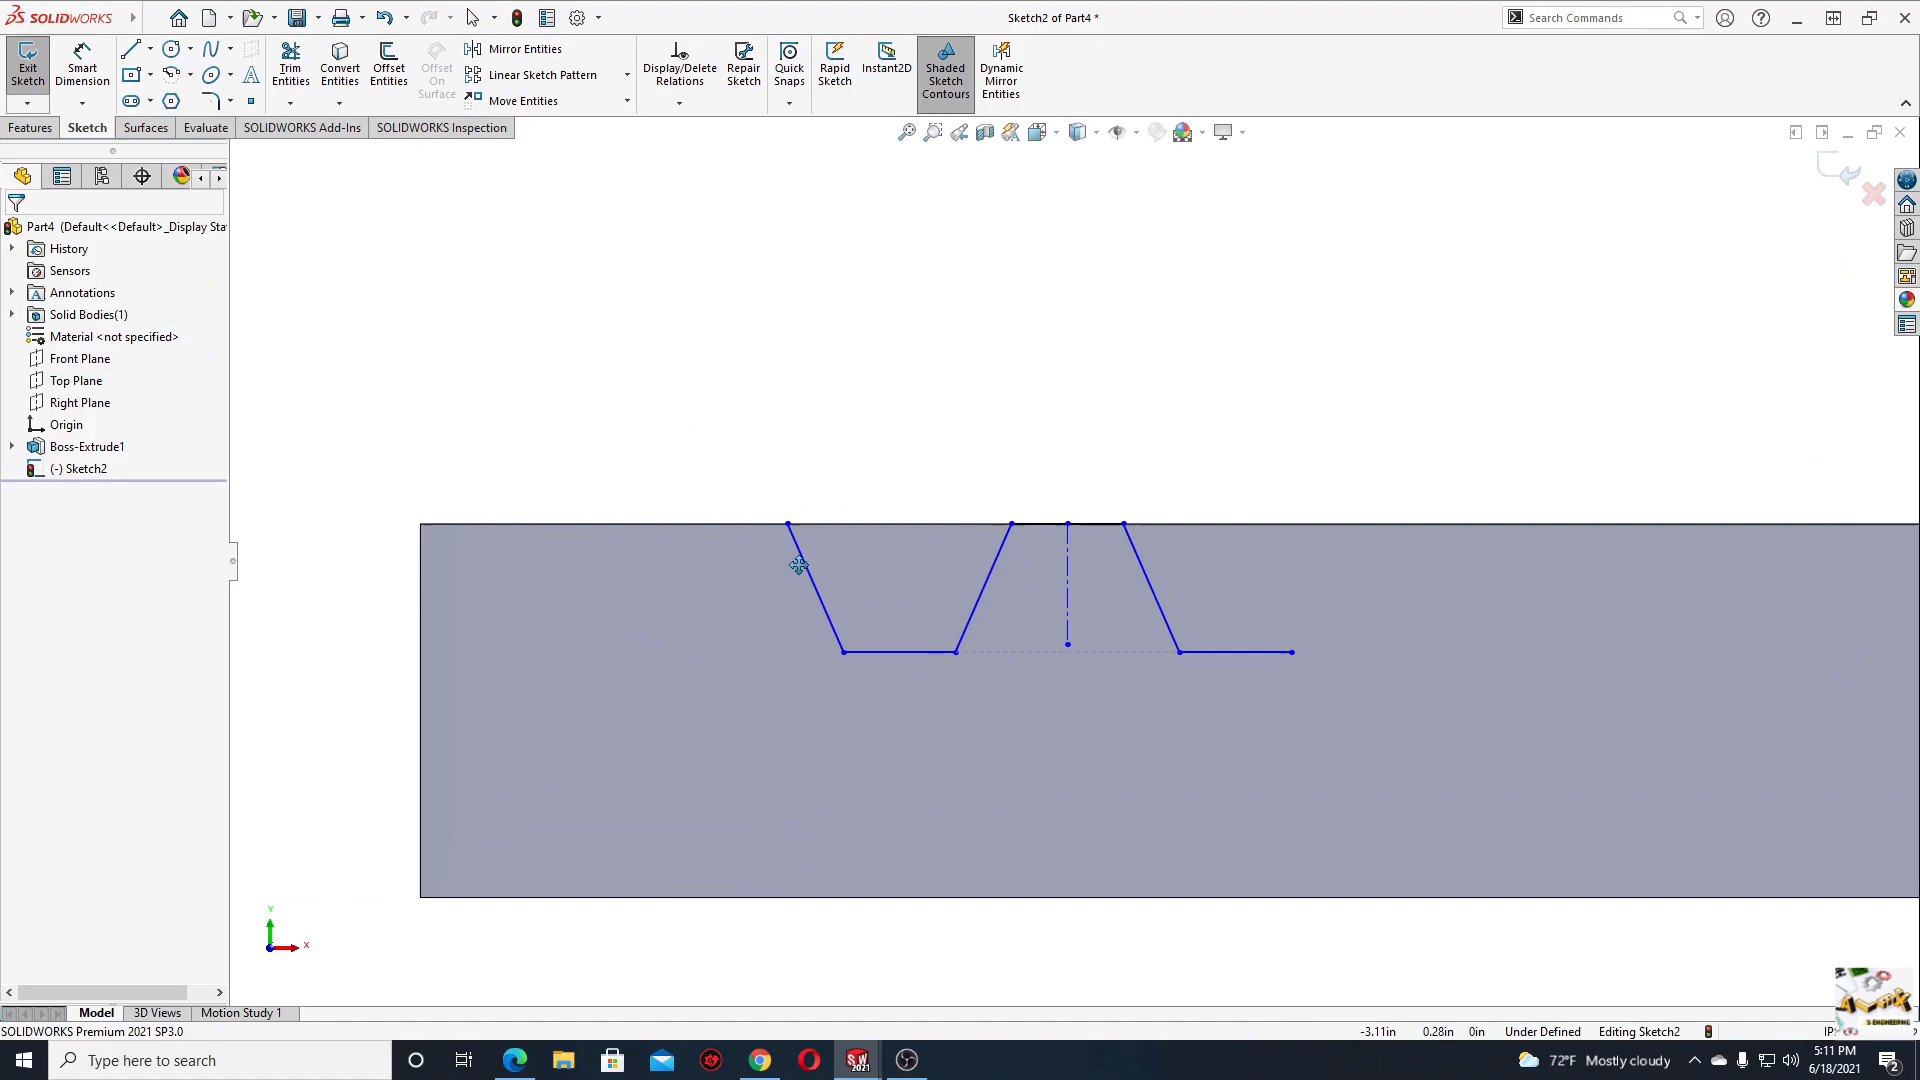 SOLIDWORKS
Sketch2 of Part4 *
Search Commands
Exit Sketch
Smart Dimension
Trim Entities
Convert Entities
Offset Entities
Offset On Surface
Mirror Entities
Linear Sketch Pattern
Move Entities
Display/Delete Relations
Repair Sketch
Quick Snaps
Rapid Sketch
Instant2D
Shaded Sketch Contours
Dynamic Mirror Entities
Features
Sketch
Surfaces
Evaluate
SOLIDWORKS Add-Ins
SOLIDWORKS Inspection
Part4 (Default<<Default>_Display Sta
History
Sensors
Annotations
Solid Bodies(1)
Material <not specified>
Front Plane
Top Plane
Right Plane
Origin
Boss-Extrude1
(-) Sketch2
Y
X
Model
3D Views
Motion Study 1
SOLIDWORKS Premium 2021 SP3.0
-3.11in
0.28in
0in
Under Defined
Editing Sketch2
Type here to search
SW
2021
72°F Mostly cloudy
5:11 PM
6/18/2021
2